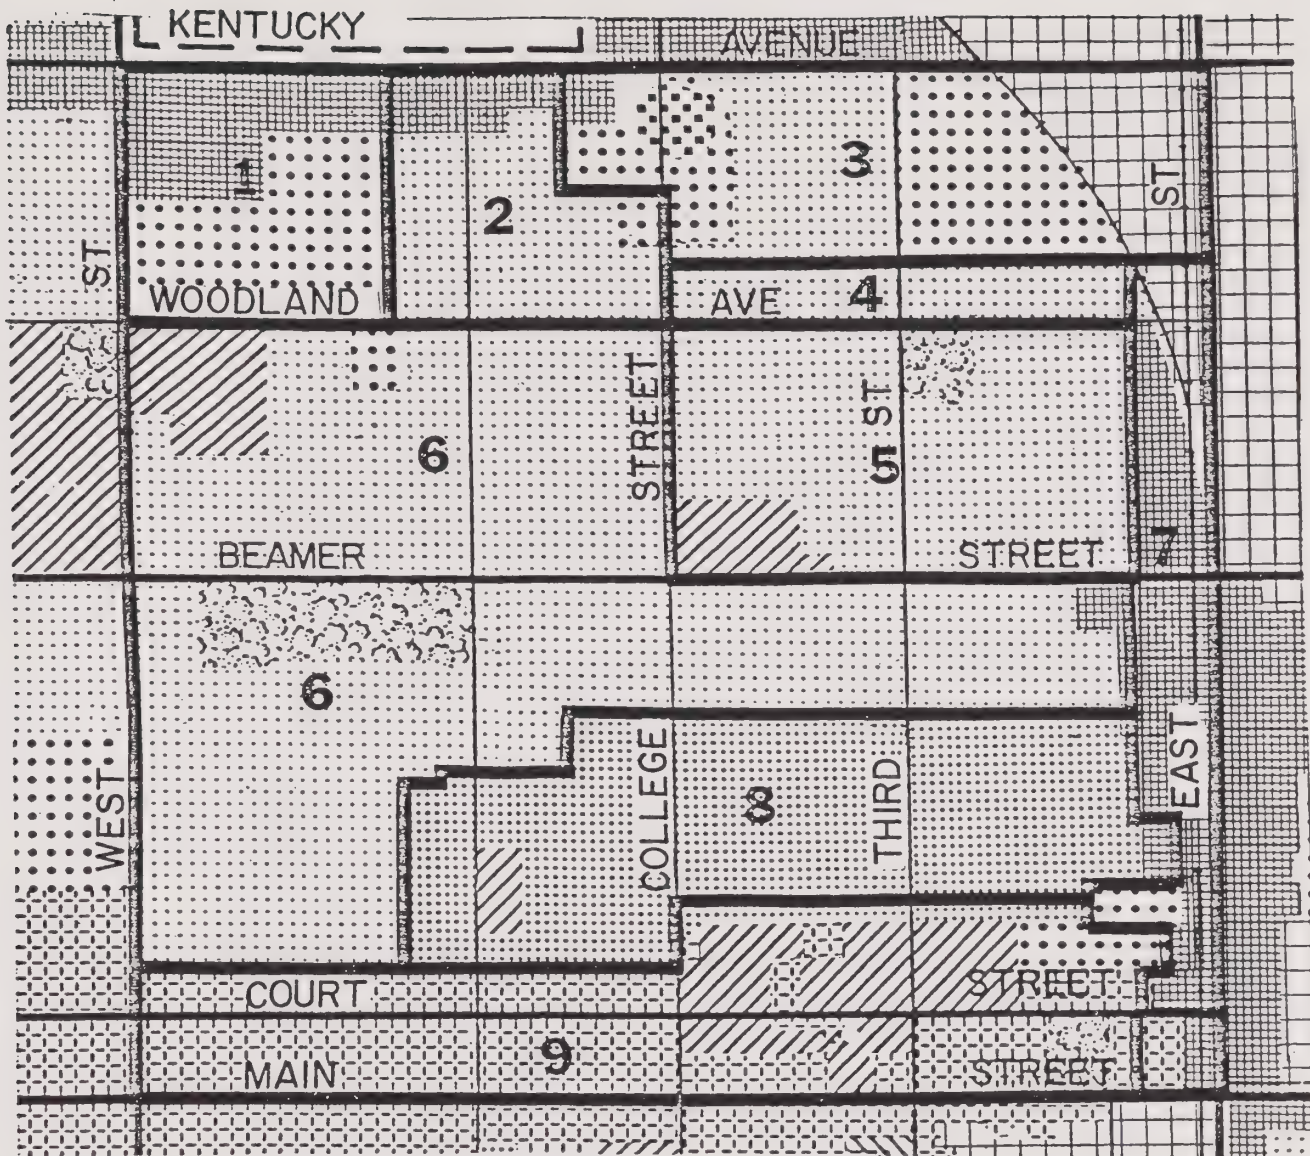 KENTUCKY
AVENUE
1
2
3
ST
ST
WOODLAND
AVE
4
STREET
ST
6
5
BEAMER
STREET
7
6
WEST
COLLEGE
8
THIRD
EAST
COURT
STREET
9
MAIN
STREET